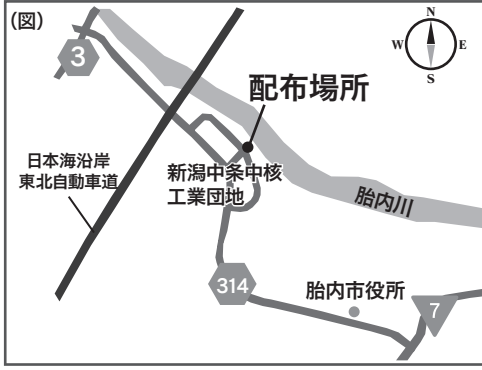 (図)
N
W E
S
3
配布場所
日本海沿岸
東北自動車道
新潟中条中核
工業団地
胎内川
314
胎内市役所
7